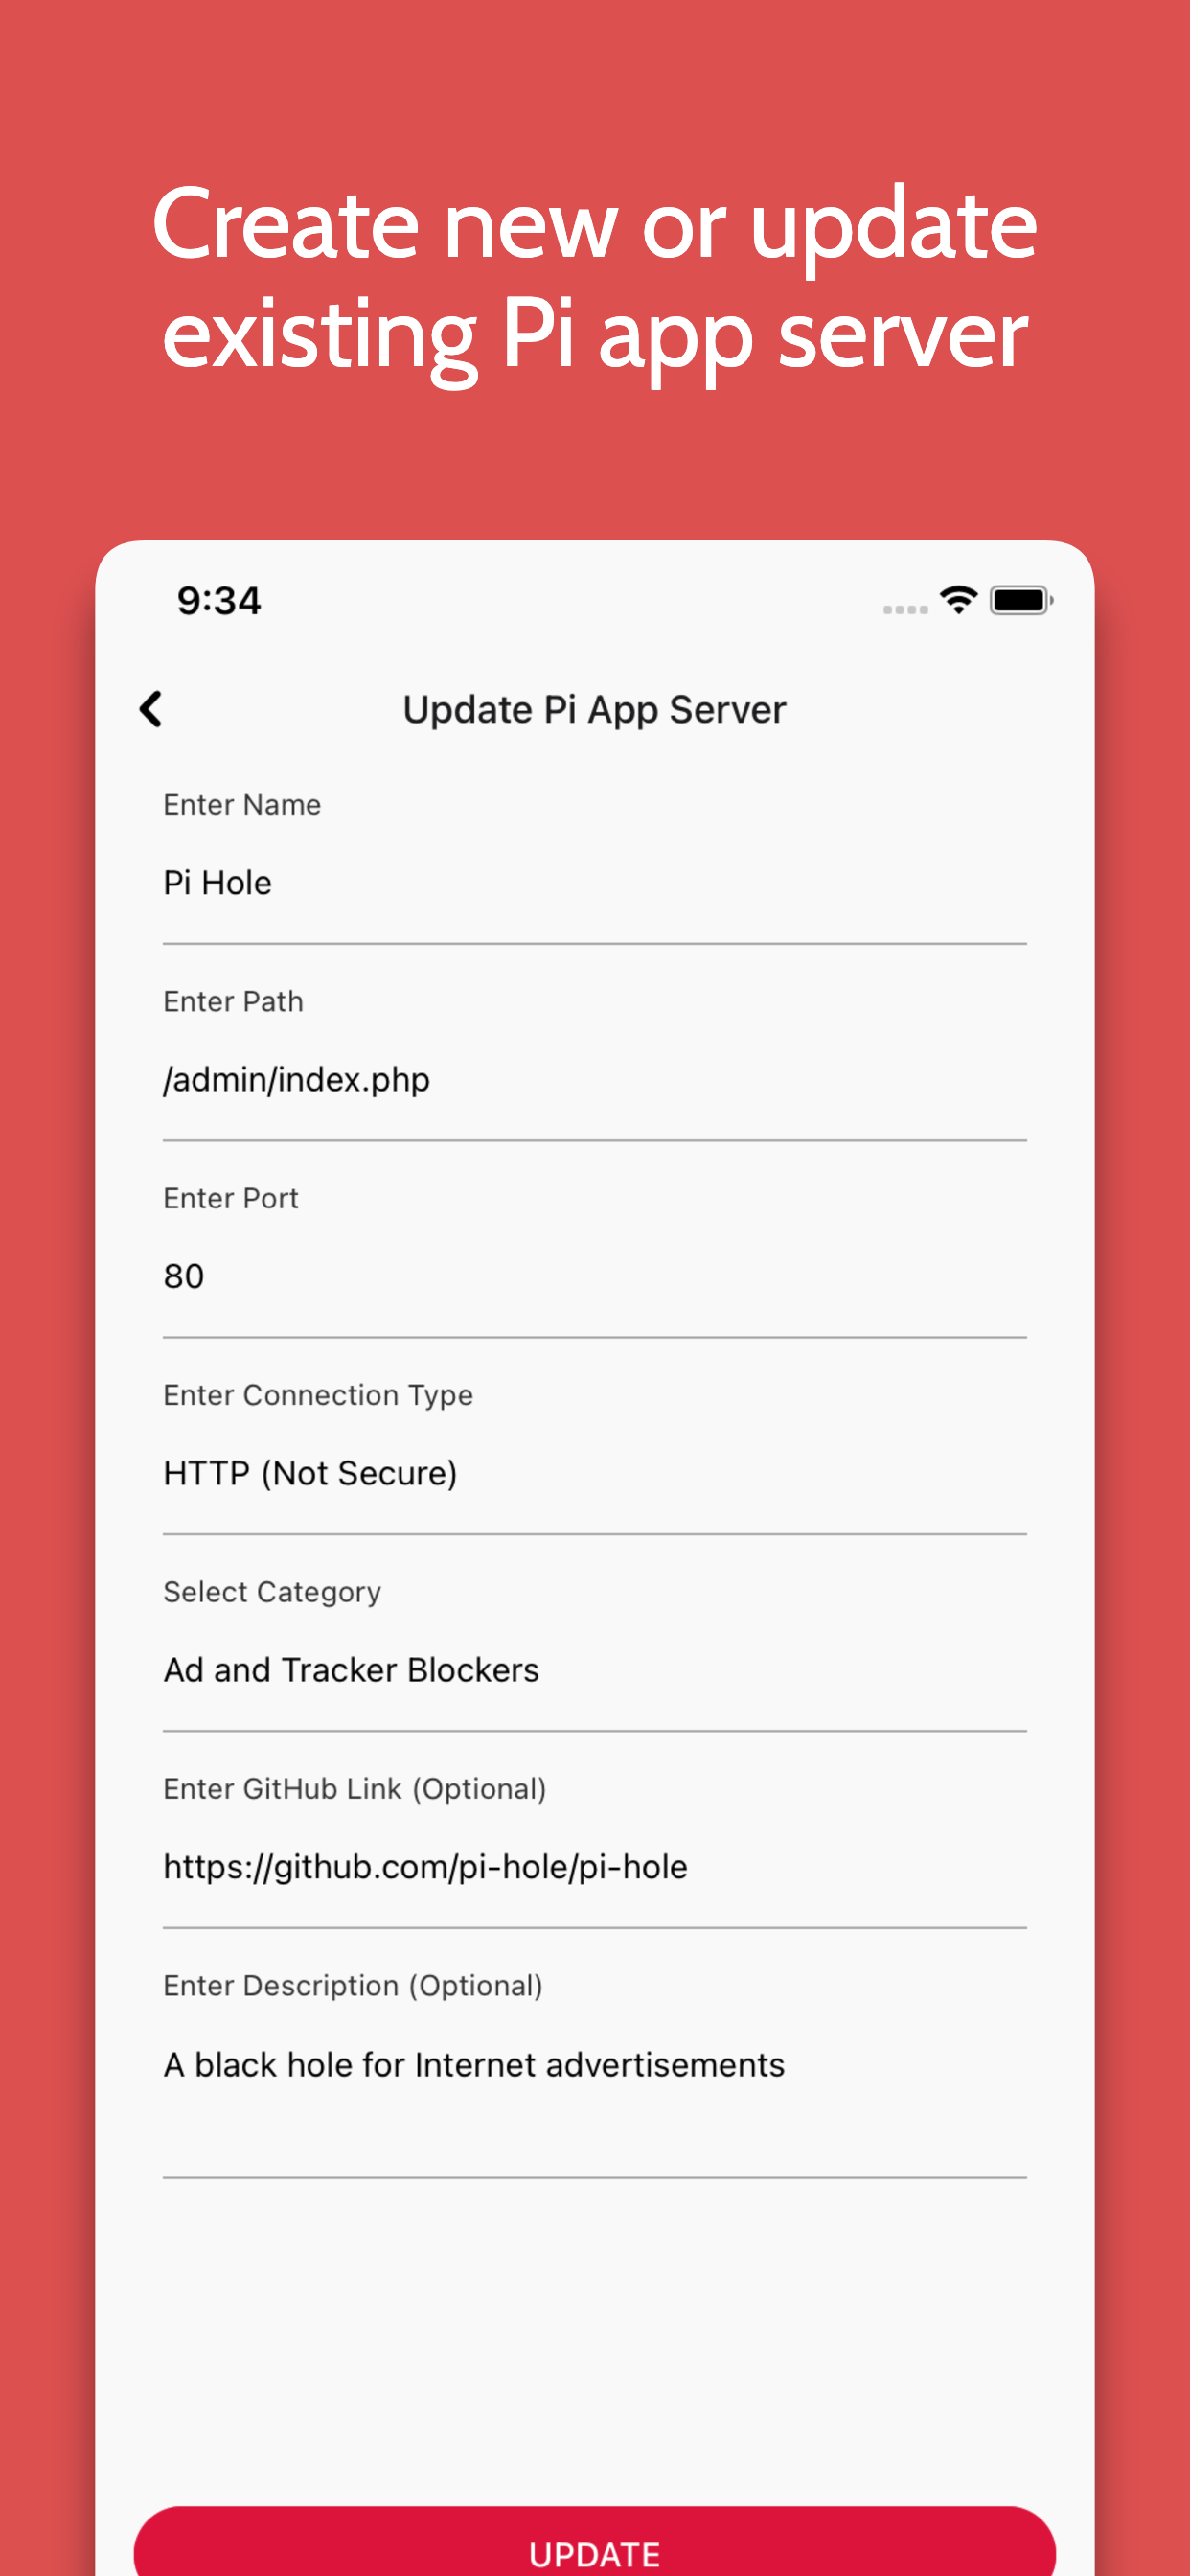 Create new or update
existing Pi app server
9:34
Update Pi App Server
Enter Name
Pi Hole
Enter Path
/admin/index.php
Enter Port
80
Enter Connection Type
HTTP (Not Secure)
Select Category
Ad and Tracker Blockers
Enter GitHub Link (Optional)
https://github.com/pi-hole/pi-hole
Enter Description (Optional)
A black hole for Internet advertisements
UPDATE